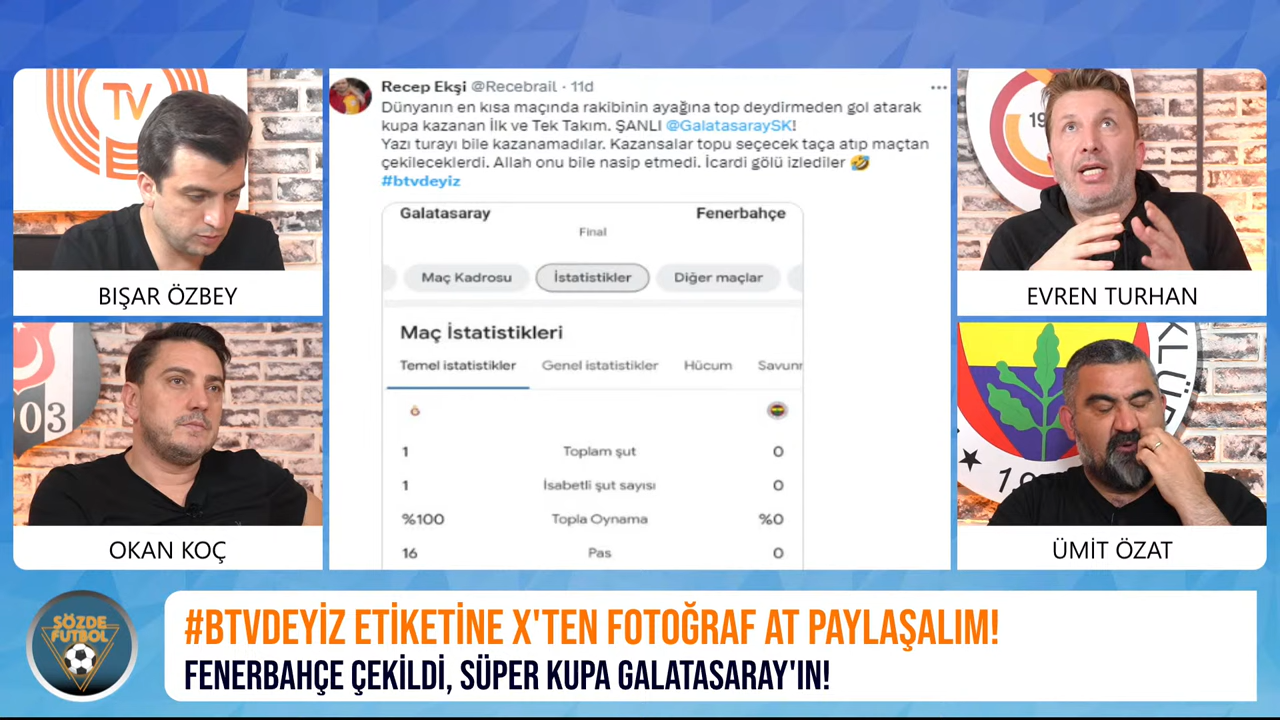 TV
BIŞAR ÖZBEY
1903
OKAN KOÇ
Recep Ekşi @Recebrail · 11d
Dünyanın en kısa maçında rakibinin ayağına top deydirmeden gol atarak
kupa kazanan İlk ve Tek Takım. ŞANLI @GalatasaraySK!
Yazı turayı bile kazanamadılar. Kazansalar topu seçecek taça atıp maçtan
çekileceklerdi. Allah onu bile nasip etmedi. İcardi gölü izlediler 🤣
#btvdeyiz
Galatasaray Fenerbahçe
Final
Maç Kadrosu İstatistikler Diğer maçlar
Maç İstatistikleri
Temel istatistikler Genel istatistikler Hücum Savunr
1 Toplam şut 0
1 İsabetli şut sayısı 0
%100 Topla Oynama %0
16 Pas 0
EVREN TURHAN
ÜMİT ÖZAT
SÖZDE
FUTBOL
#BTVDEYİZ ETİKETİNE X'TEN FOTOĞRAF AT PAYLAŞALIM!
FENERBAHÇE ÇEKİLDİ, SÜPER KUPA GALATASARAY'IN!